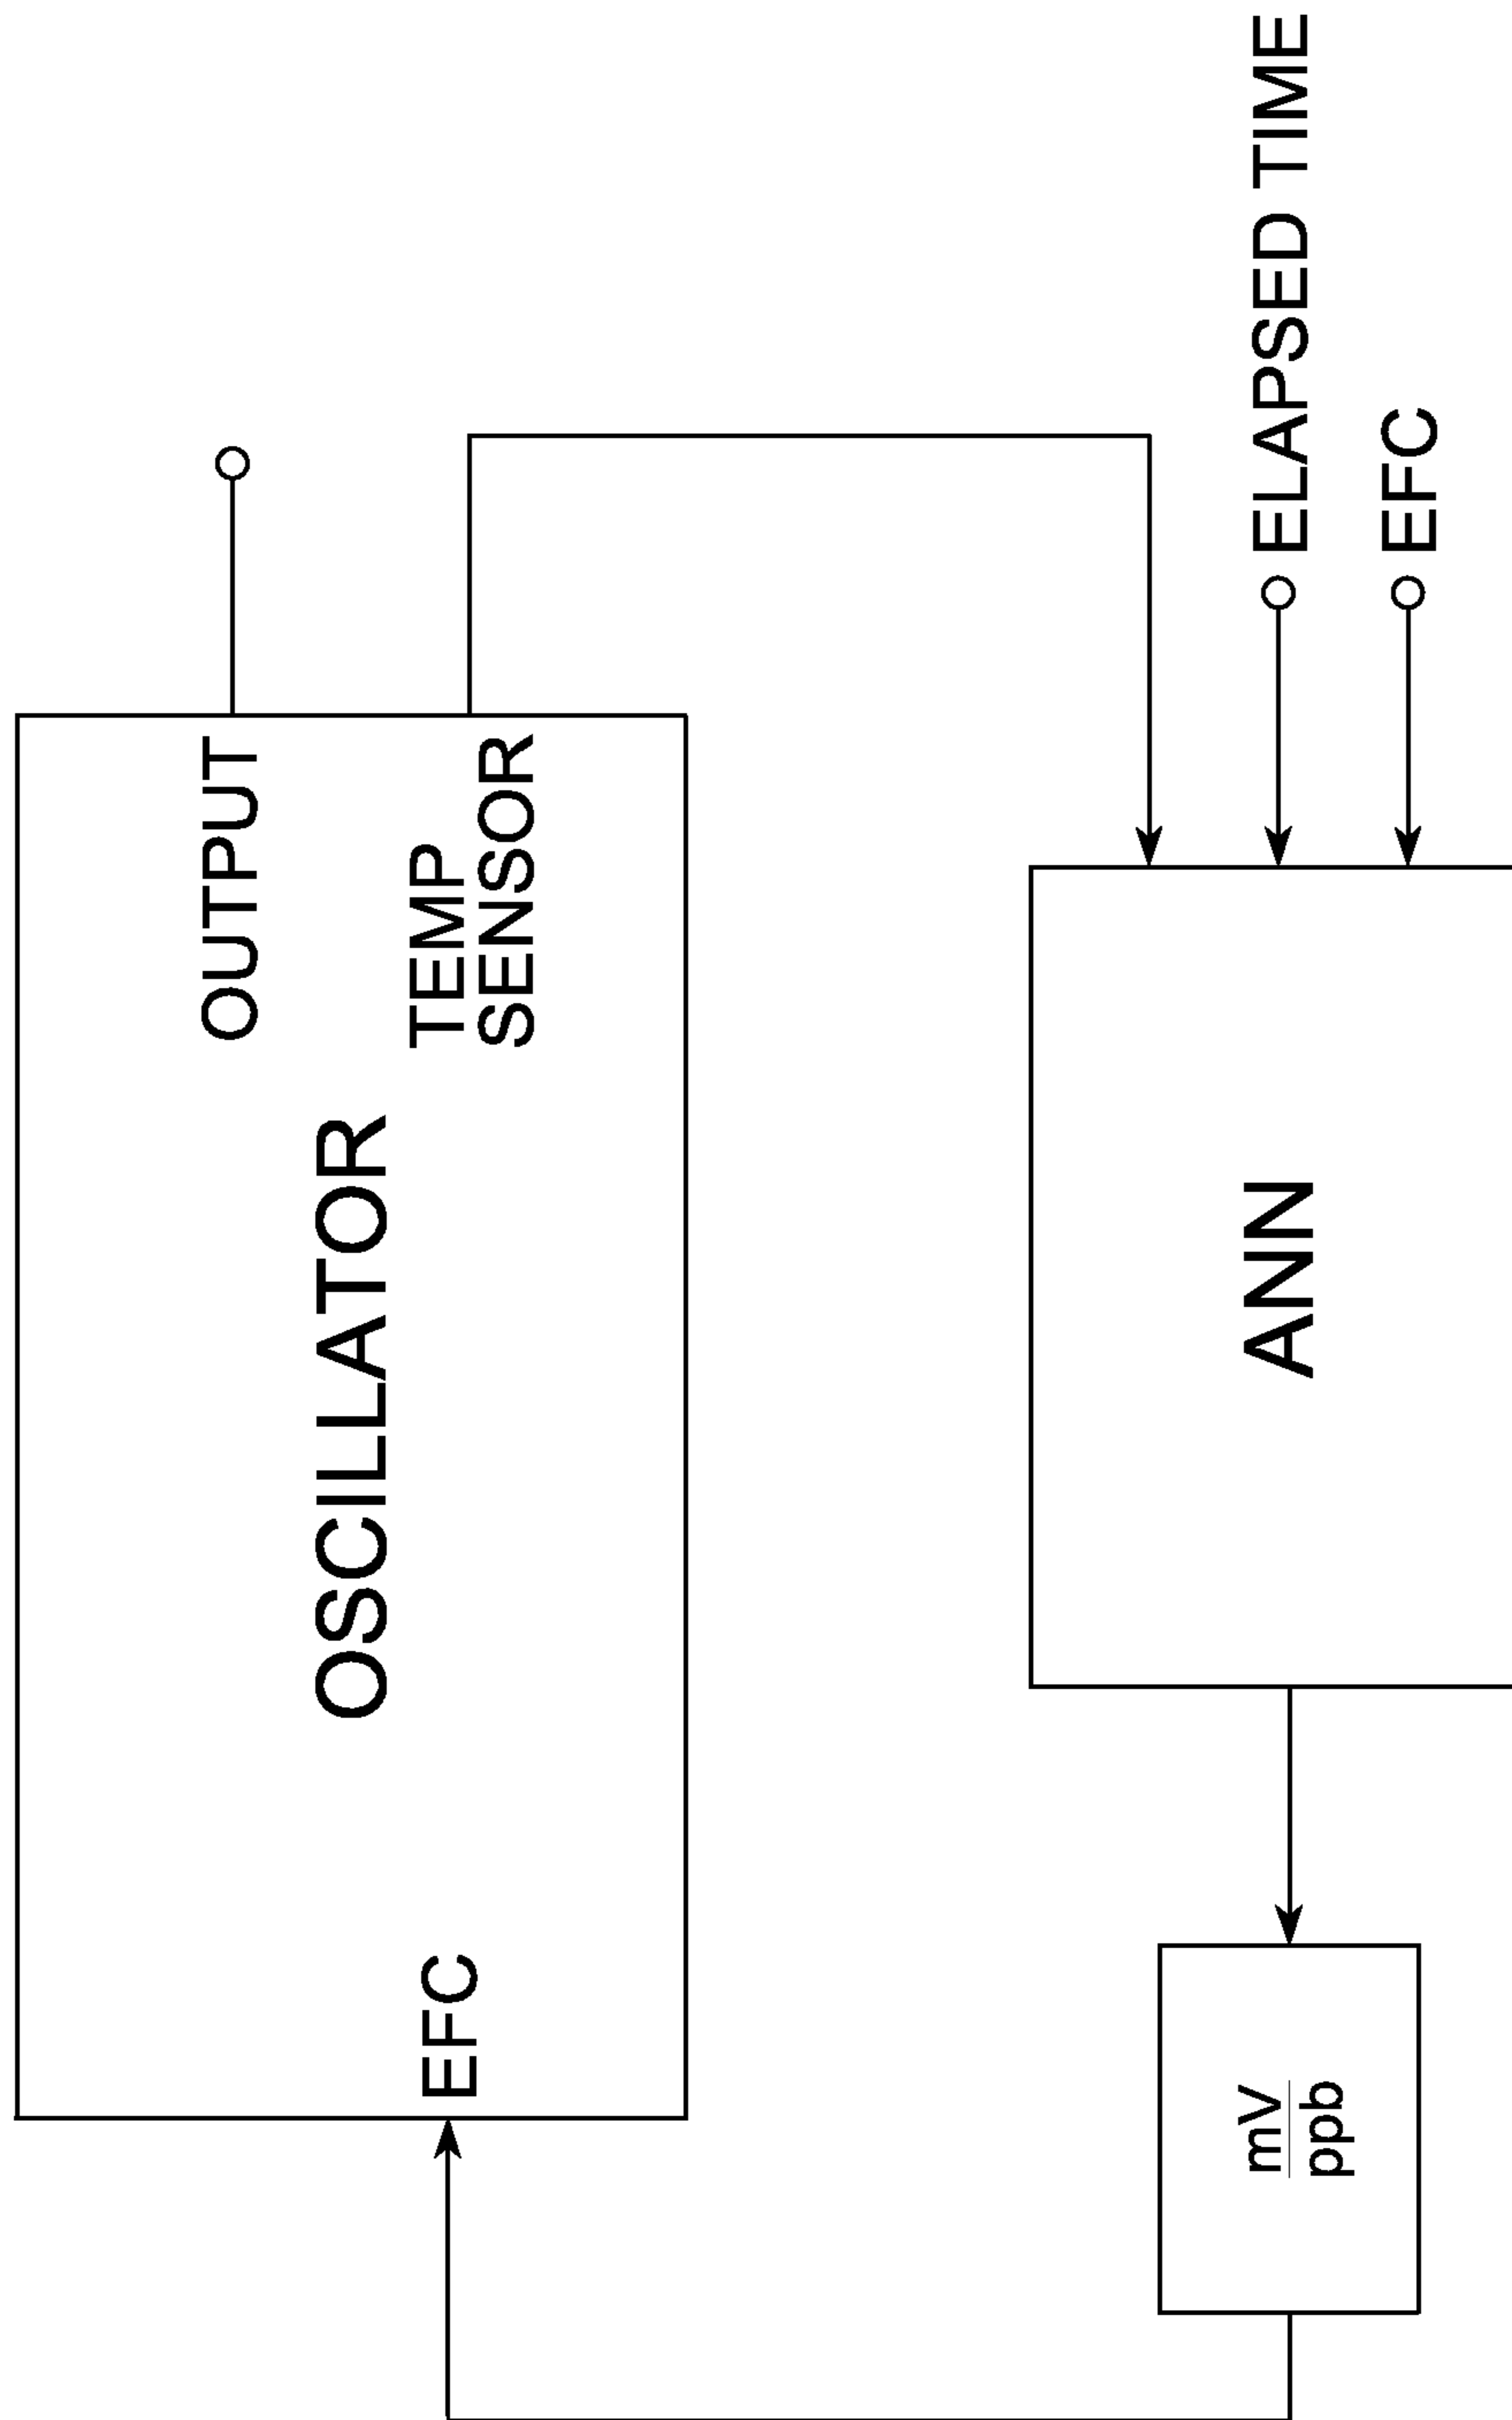 OSCILLATOR
OUTPUT
TEMP
SENSOR
EFC
ELAPSED TIME
EFC
ANN
mV
ppb